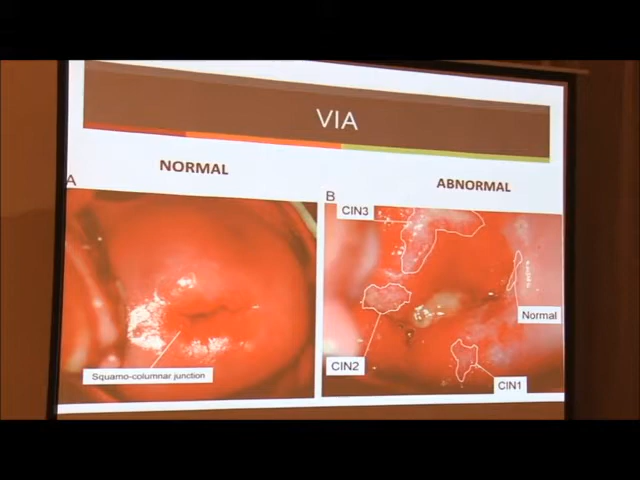 VIA
NORMAL
ABNORMAL
A
B
CIN3
Normal
CIN2
Squamo-columnar junction
CIN1